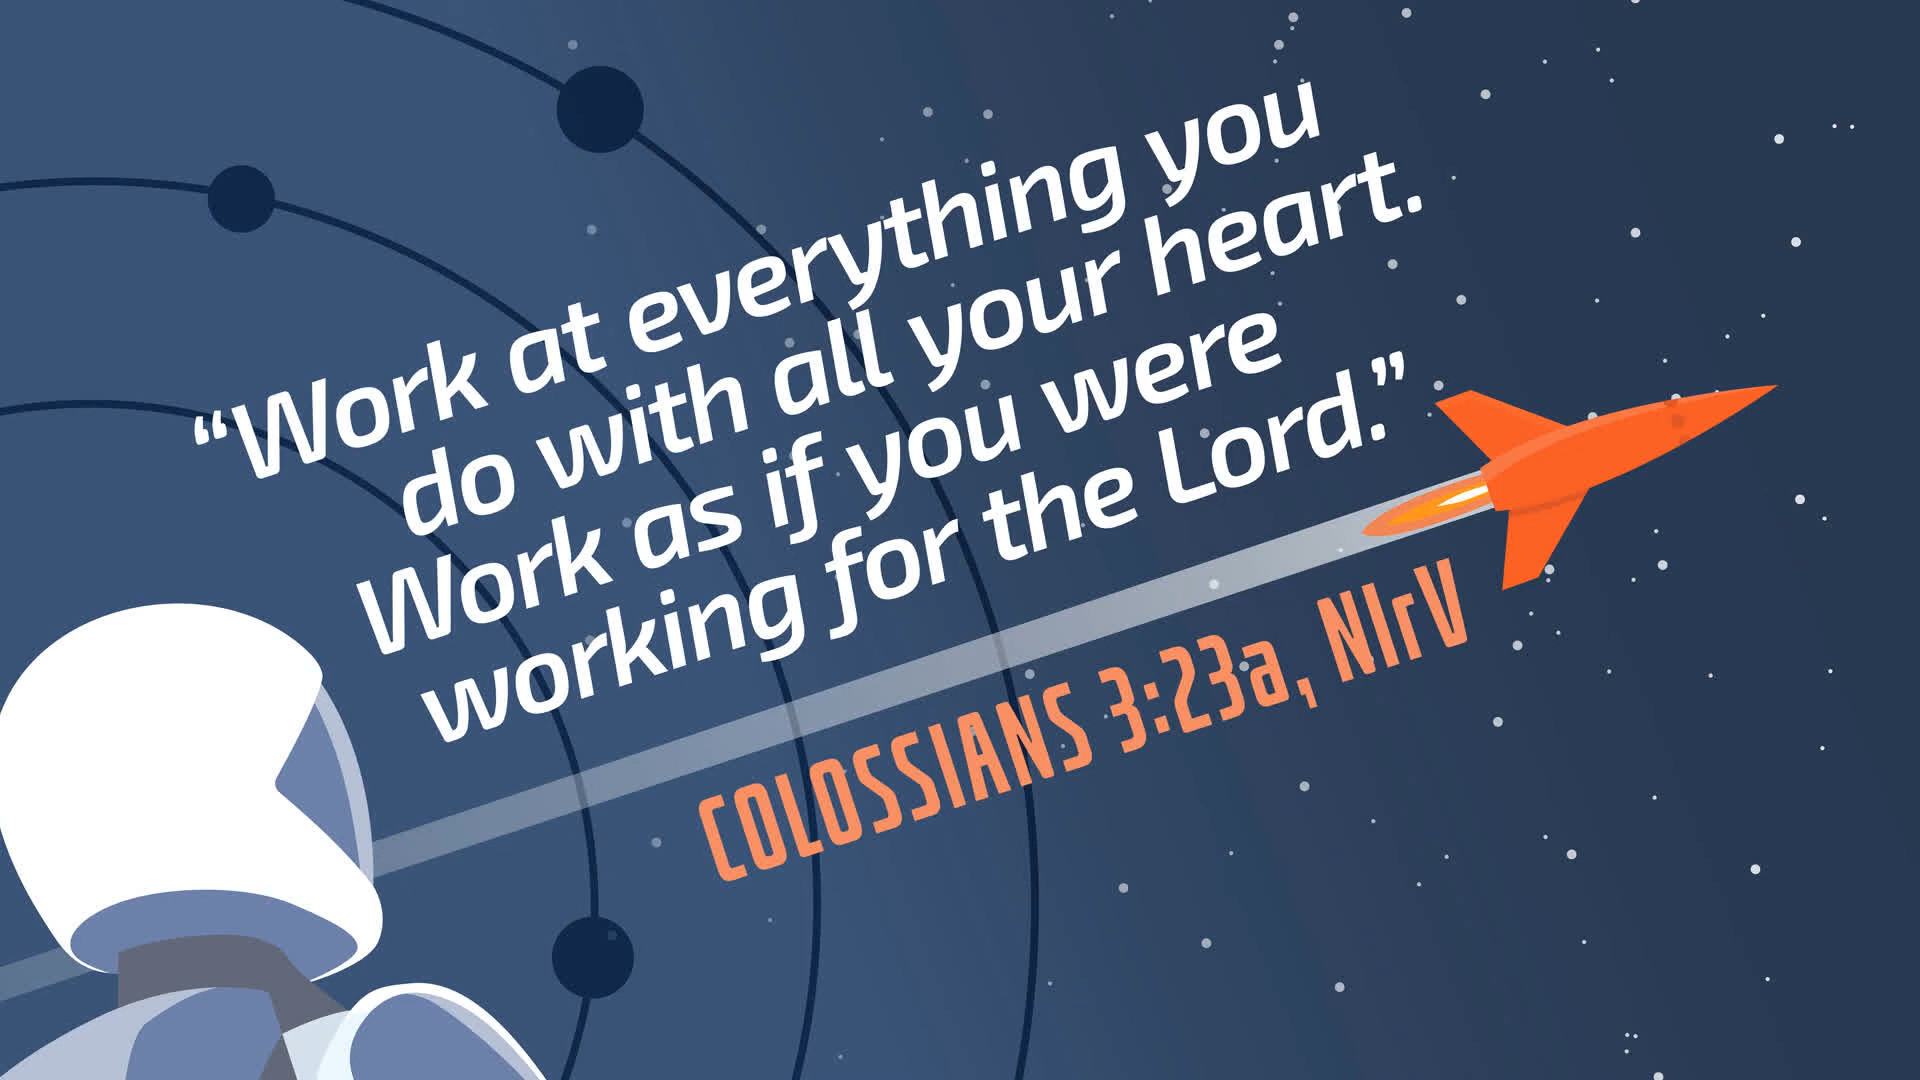 “Work at everything you
do with all your heart.
Work as if you were
working for the Lord.”
COLOSSIANS 3:23a, NIrV